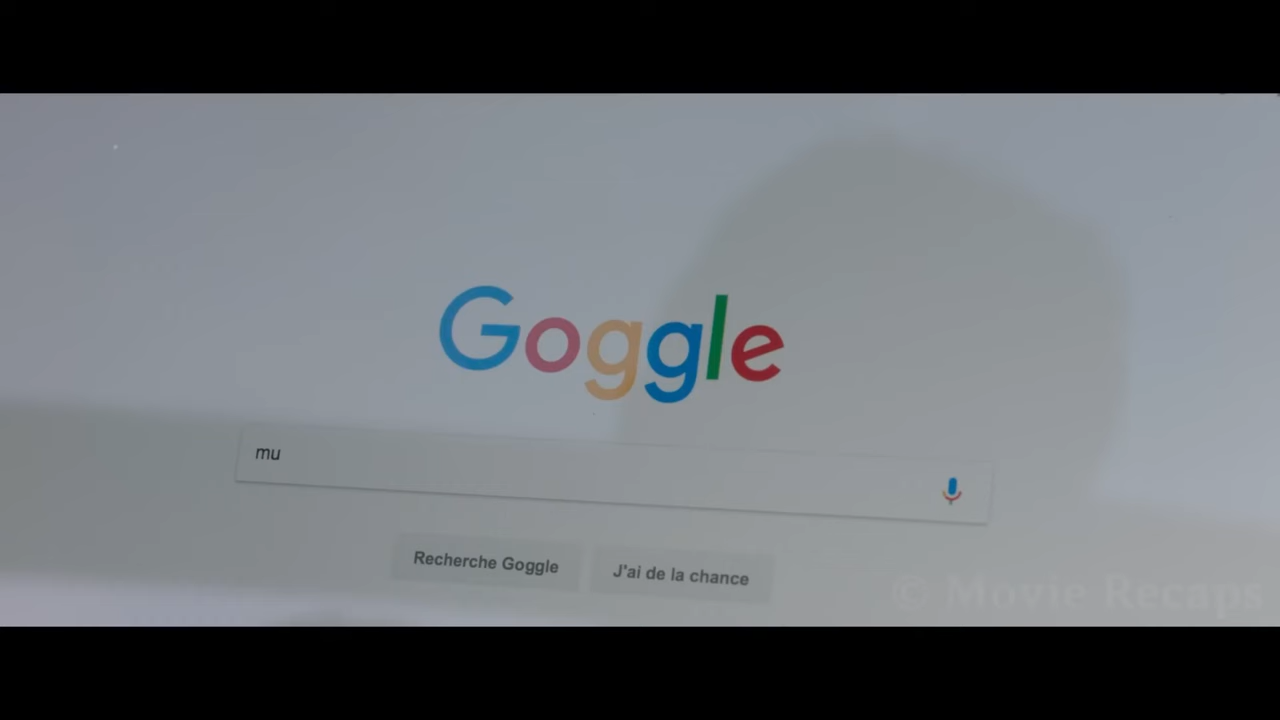 Goggle
mu
Recherche Goggle
J'ai de la chance
© Movie Recaps